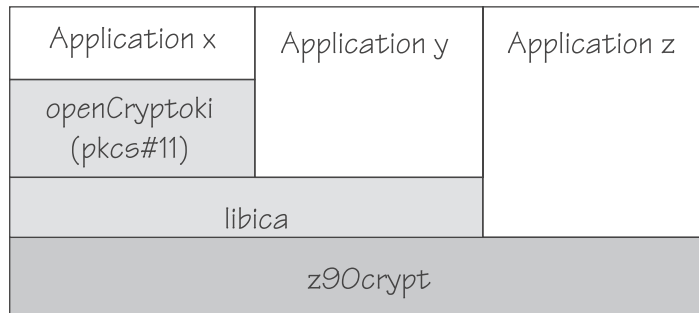 Application x
Application y
Application z
openCryptoki
(pkcs#11)
libica
z90crypt